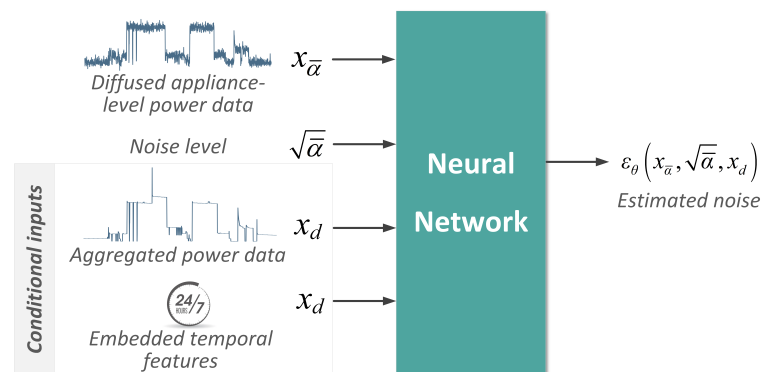 Diffused appliance-
level power data
x_ᾱ
Noise level
√ᾱ
Conditional inputs
Aggregated power data
x_d
24/7
HOURS
x_d
Embedded temporal
features
Neural
Network
ε_θ(x_ᾱ, √ᾱ, x_d)
Estimated noise